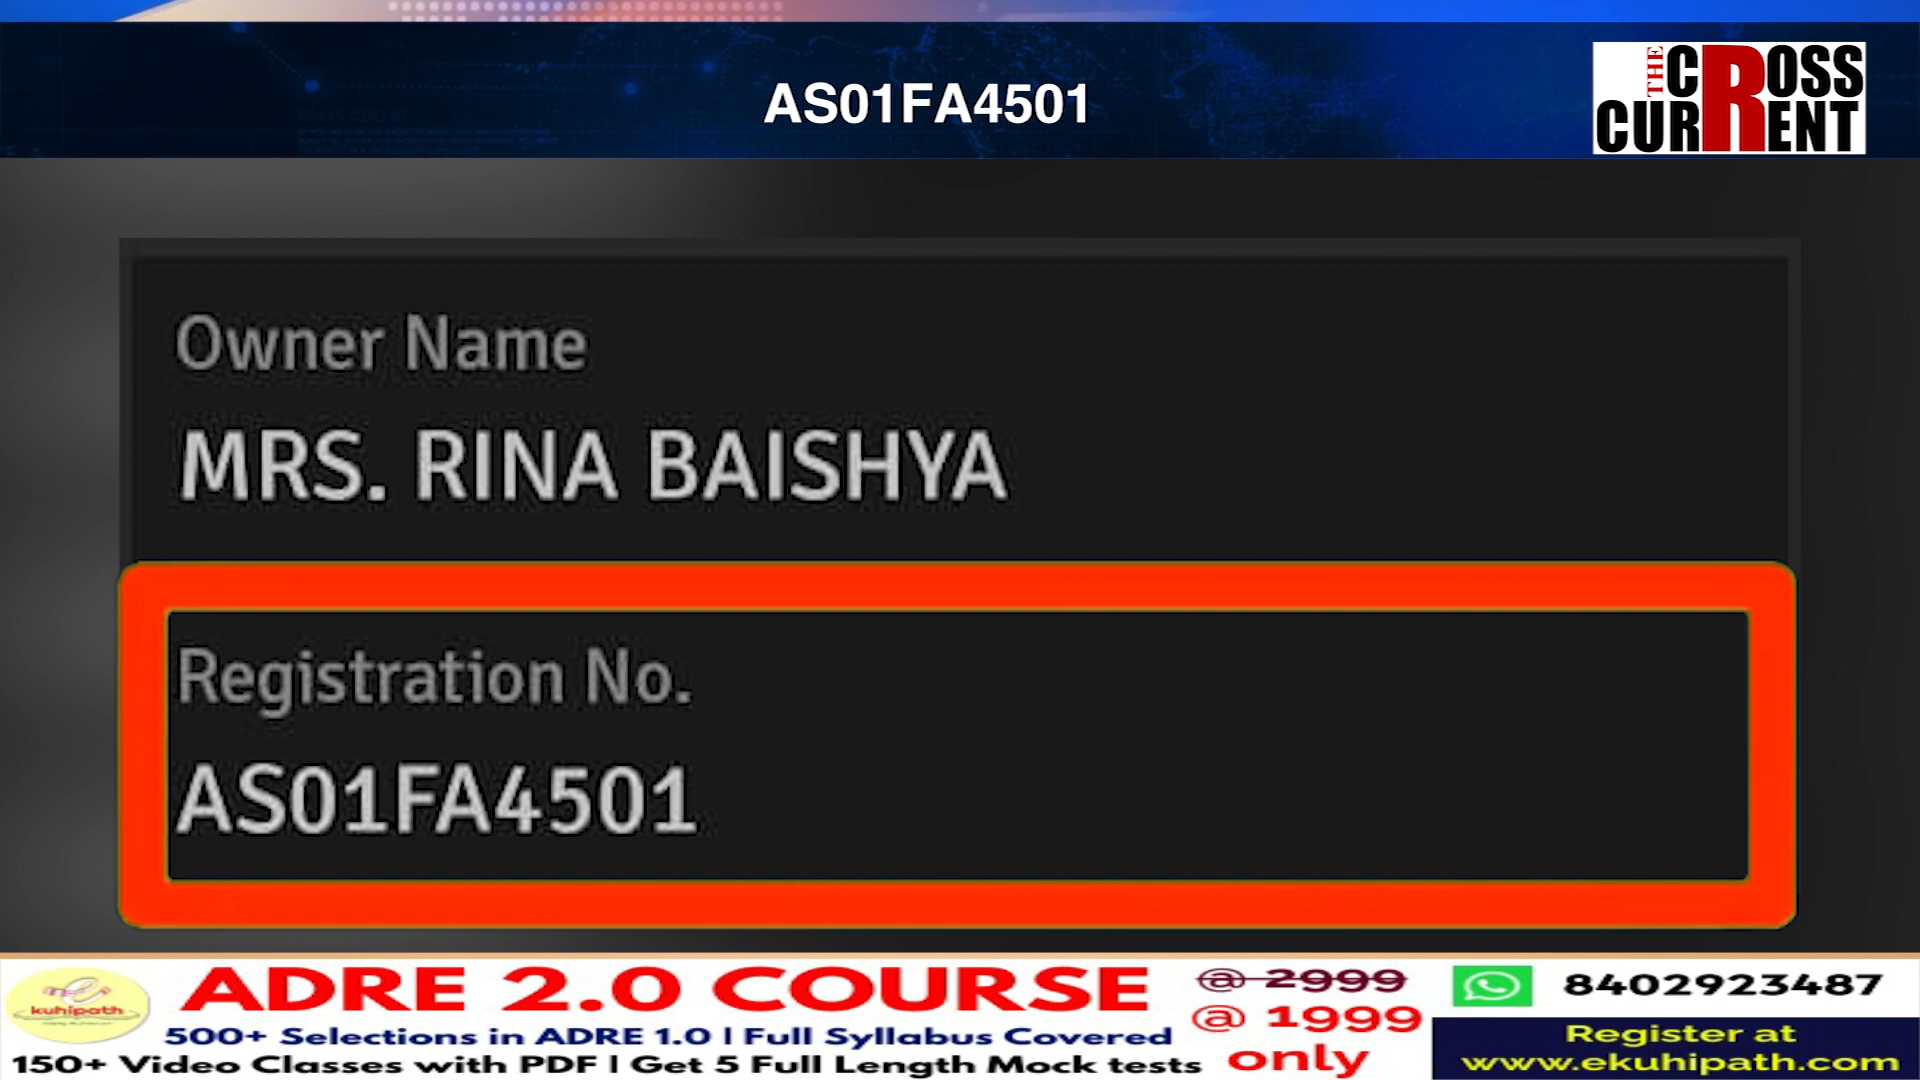 AS01FA4501
THE CROSS
CURRENT
Owner Name
MRS. RINA BAISHYA
Registration No.
AS01FA4501
kuhipath
ADRE 2.0 COURSE
500+ Selections in ADRE 1.0 | Full Syllabus Covered
150+ Video Classes with PDF | Get 5 Full Length Mock tests
@ 2999
@ 1999
only
8402923487
Register at
www.ekuhipath.com